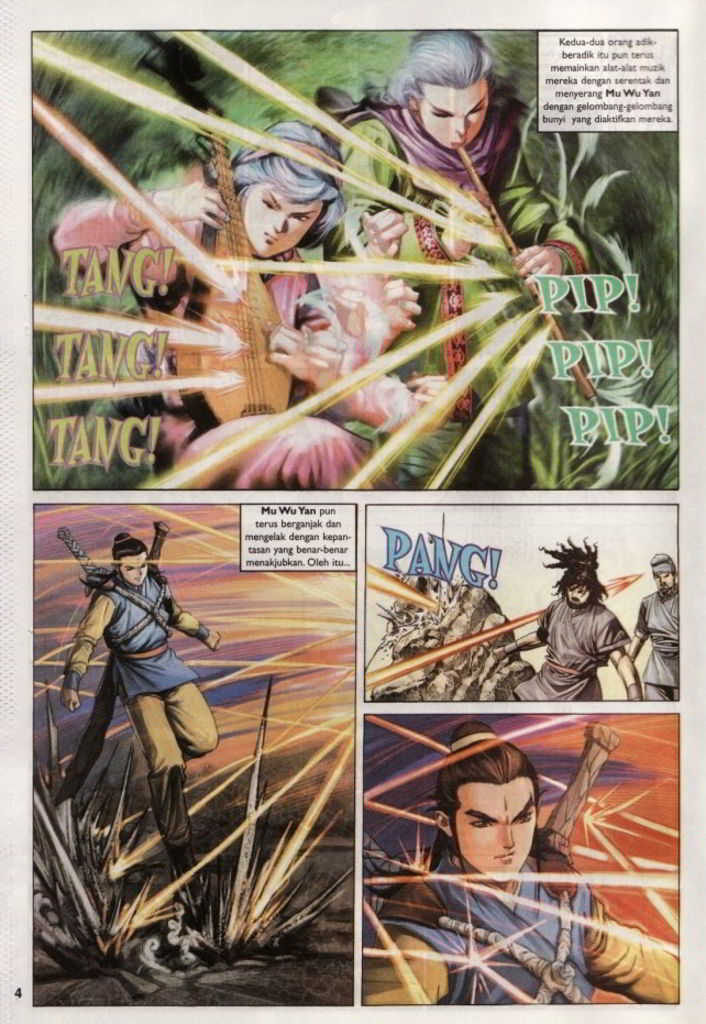 Kedua-dua orang adik-
beradik itu pun terus
memainkan alat-alat muzik
mereka dengan serentak dan
menyerang Mu Wu Yan
dengan gelombang-gelombang
bunyi yang diaktifkan mereka.
TANG!
TANG!
TANG!
PIP!
PIP!
PIP!
Mu Wu Yan pun
terus berganjak dan
mengelak dengan kepan-
tasan yang benar-benar
menakjubkan. Oleh itu...
PANG!
4